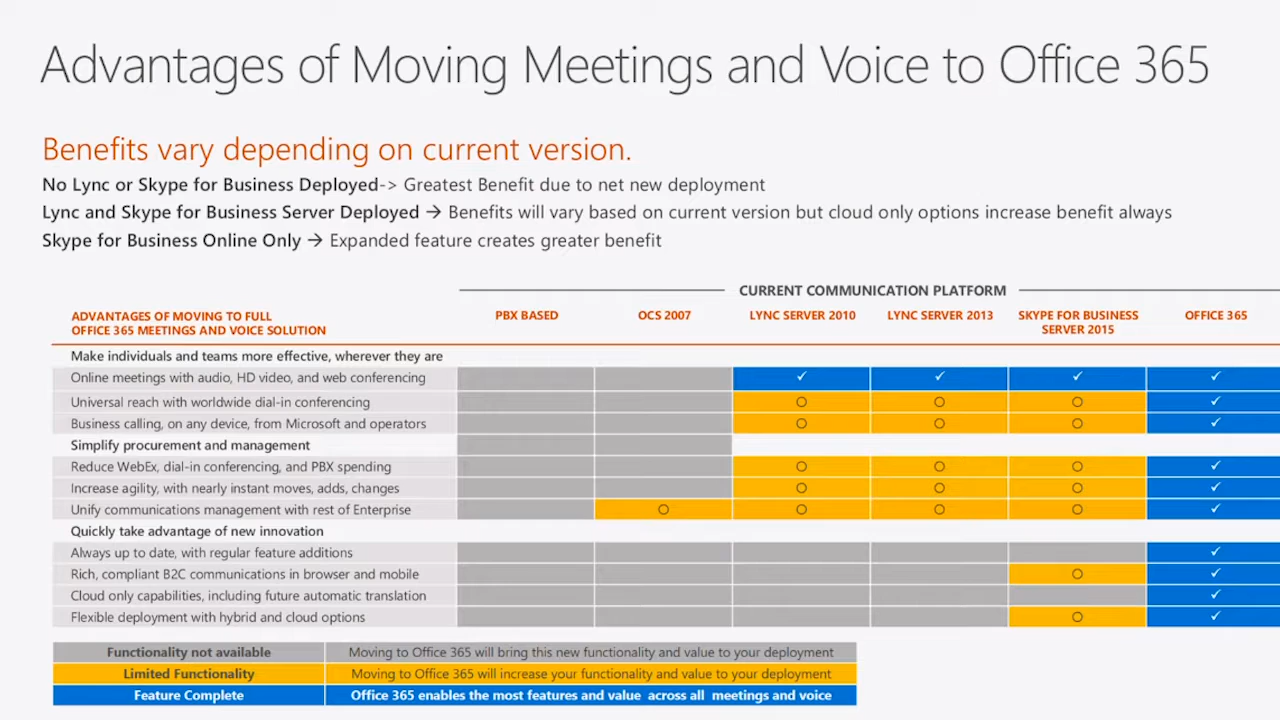 Advantages of Moving Meetings and Voice to Office 365
Benefits vary depending on current version.
No Lync or Skype for Business Deployed-> Greatest Benefit due to net new deployment
Lync and Skype for Business Server Deployed → Benefits will vary based on current version but cloud only options increase benefit always
Skype for Business Online Only → Expanded feature creates greater benefit
CURRENT COMMUNICATION PLATFORM
ADVANTAGES OF MOVING TO FULL
OFFICE 365 MEETINGS AND VOICE SOLUTION
PBX BASED
OCS 2007
LYNC SERVER 2010
LYNC SERVER 2013
SKYPE FOR BUSINESS
SERVER 2015
OFFICE 365
Make individuals and teams more effective, wherever they are
Online meetings with audio, HD video, and web conferencing ✓ ✓ ✓ ✓
Universal reach with worldwide dial-in conferencing ○ ○ ○ ✓
Business calling, on any device, from Microsoft and operators ○ ○ ○ ✓
Simplify procurement and management
Reduce WebEx, dial-in conferencing, and PBX spending ○ ○ ○ ✓
Increase agility, with nearly instant moves, adds, changes ○ ○ ○ ✓
Unify communications management with rest of Enterprise ○ ○ ○ ○ ✓
Quickly take advantage of new innovation
Always up to date, with regular feature additions ✓
Rich, compliant B2C communications in browser and mobile ○ ✓
Cloud only capabilities, including future automatic translation ✓
Flexible deployment with hybrid and cloud options ○ ✓
Functionality not available Moving to Office 365 will bring this new functionality and value to your deployment
Limited Functionality Moving to Office 365 will increase your functionality and value to your deployment
Feature Complete Office 365 enables the most features and value across all meetings and voice